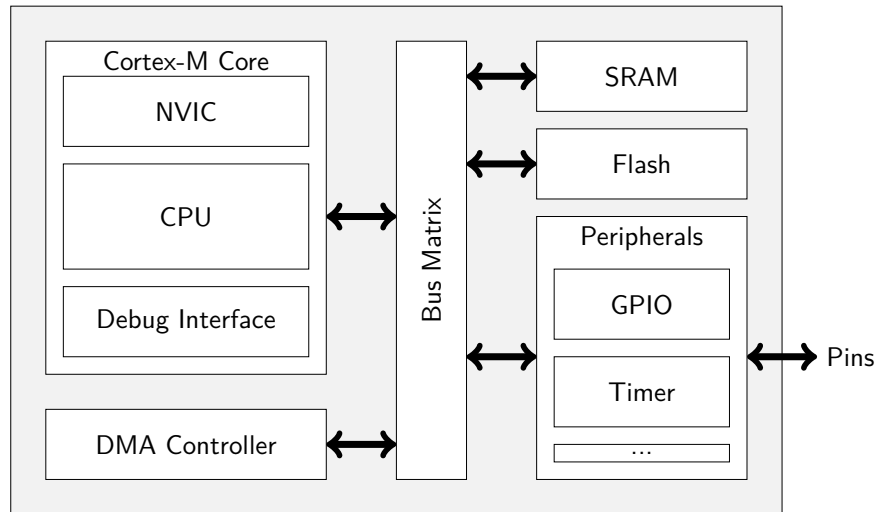 Cortex-M Core
NVIC
CPU
Debug Interface
DMA Controller
Bus Matrix
SRAM
Flash
Peripherals
GPIO
Timer
...
Pins